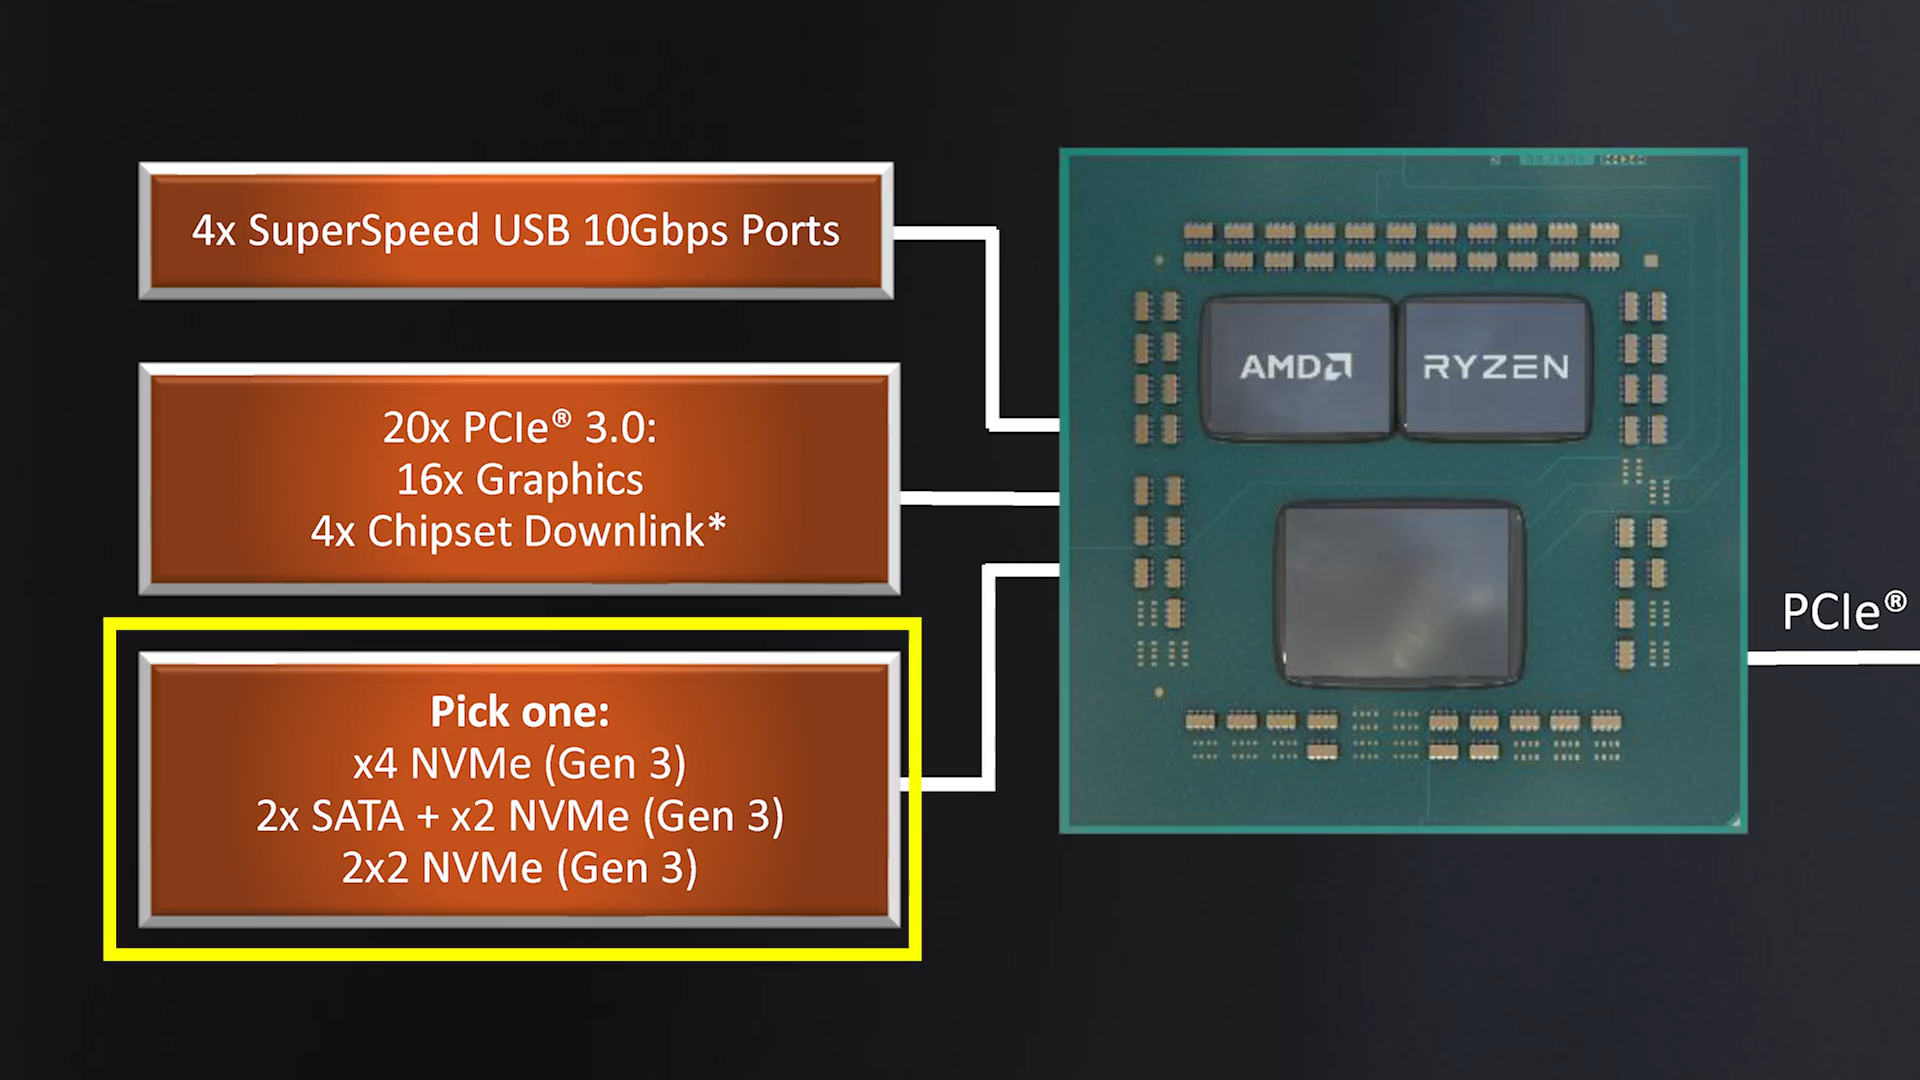 4x SuperSpeed USB 10Gbps Ports
20x PCIe® 3.0:
16x Graphics
4x Chipset Downlink*
Pick one:
x4 NVMe (Gen 3)
2x SATA + x2 NVMe (Gen 3)
2x2 NVMe (Gen 3)
AMD
RYZEN
PCIe®